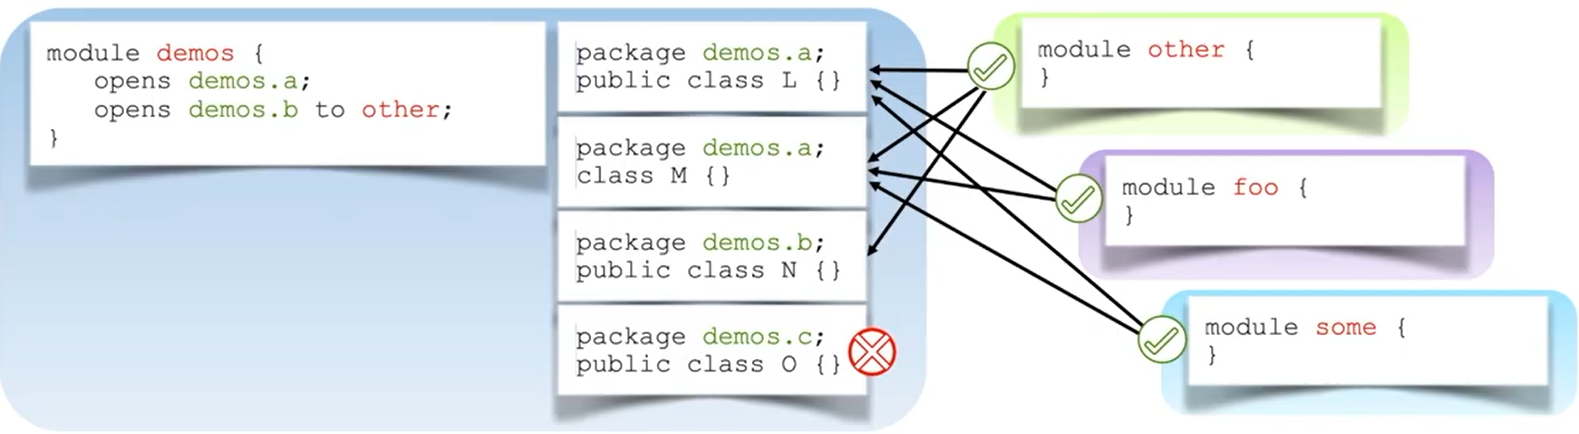 module demos {
opens demos.a;
opens demos.b to other;
}
package demos.a;
public class L {}
package demos.a;
class M {}
package demos.b;
public class N {}
package demos.c;
public class O {}
module other {
}
module foo {
}
module some {
}